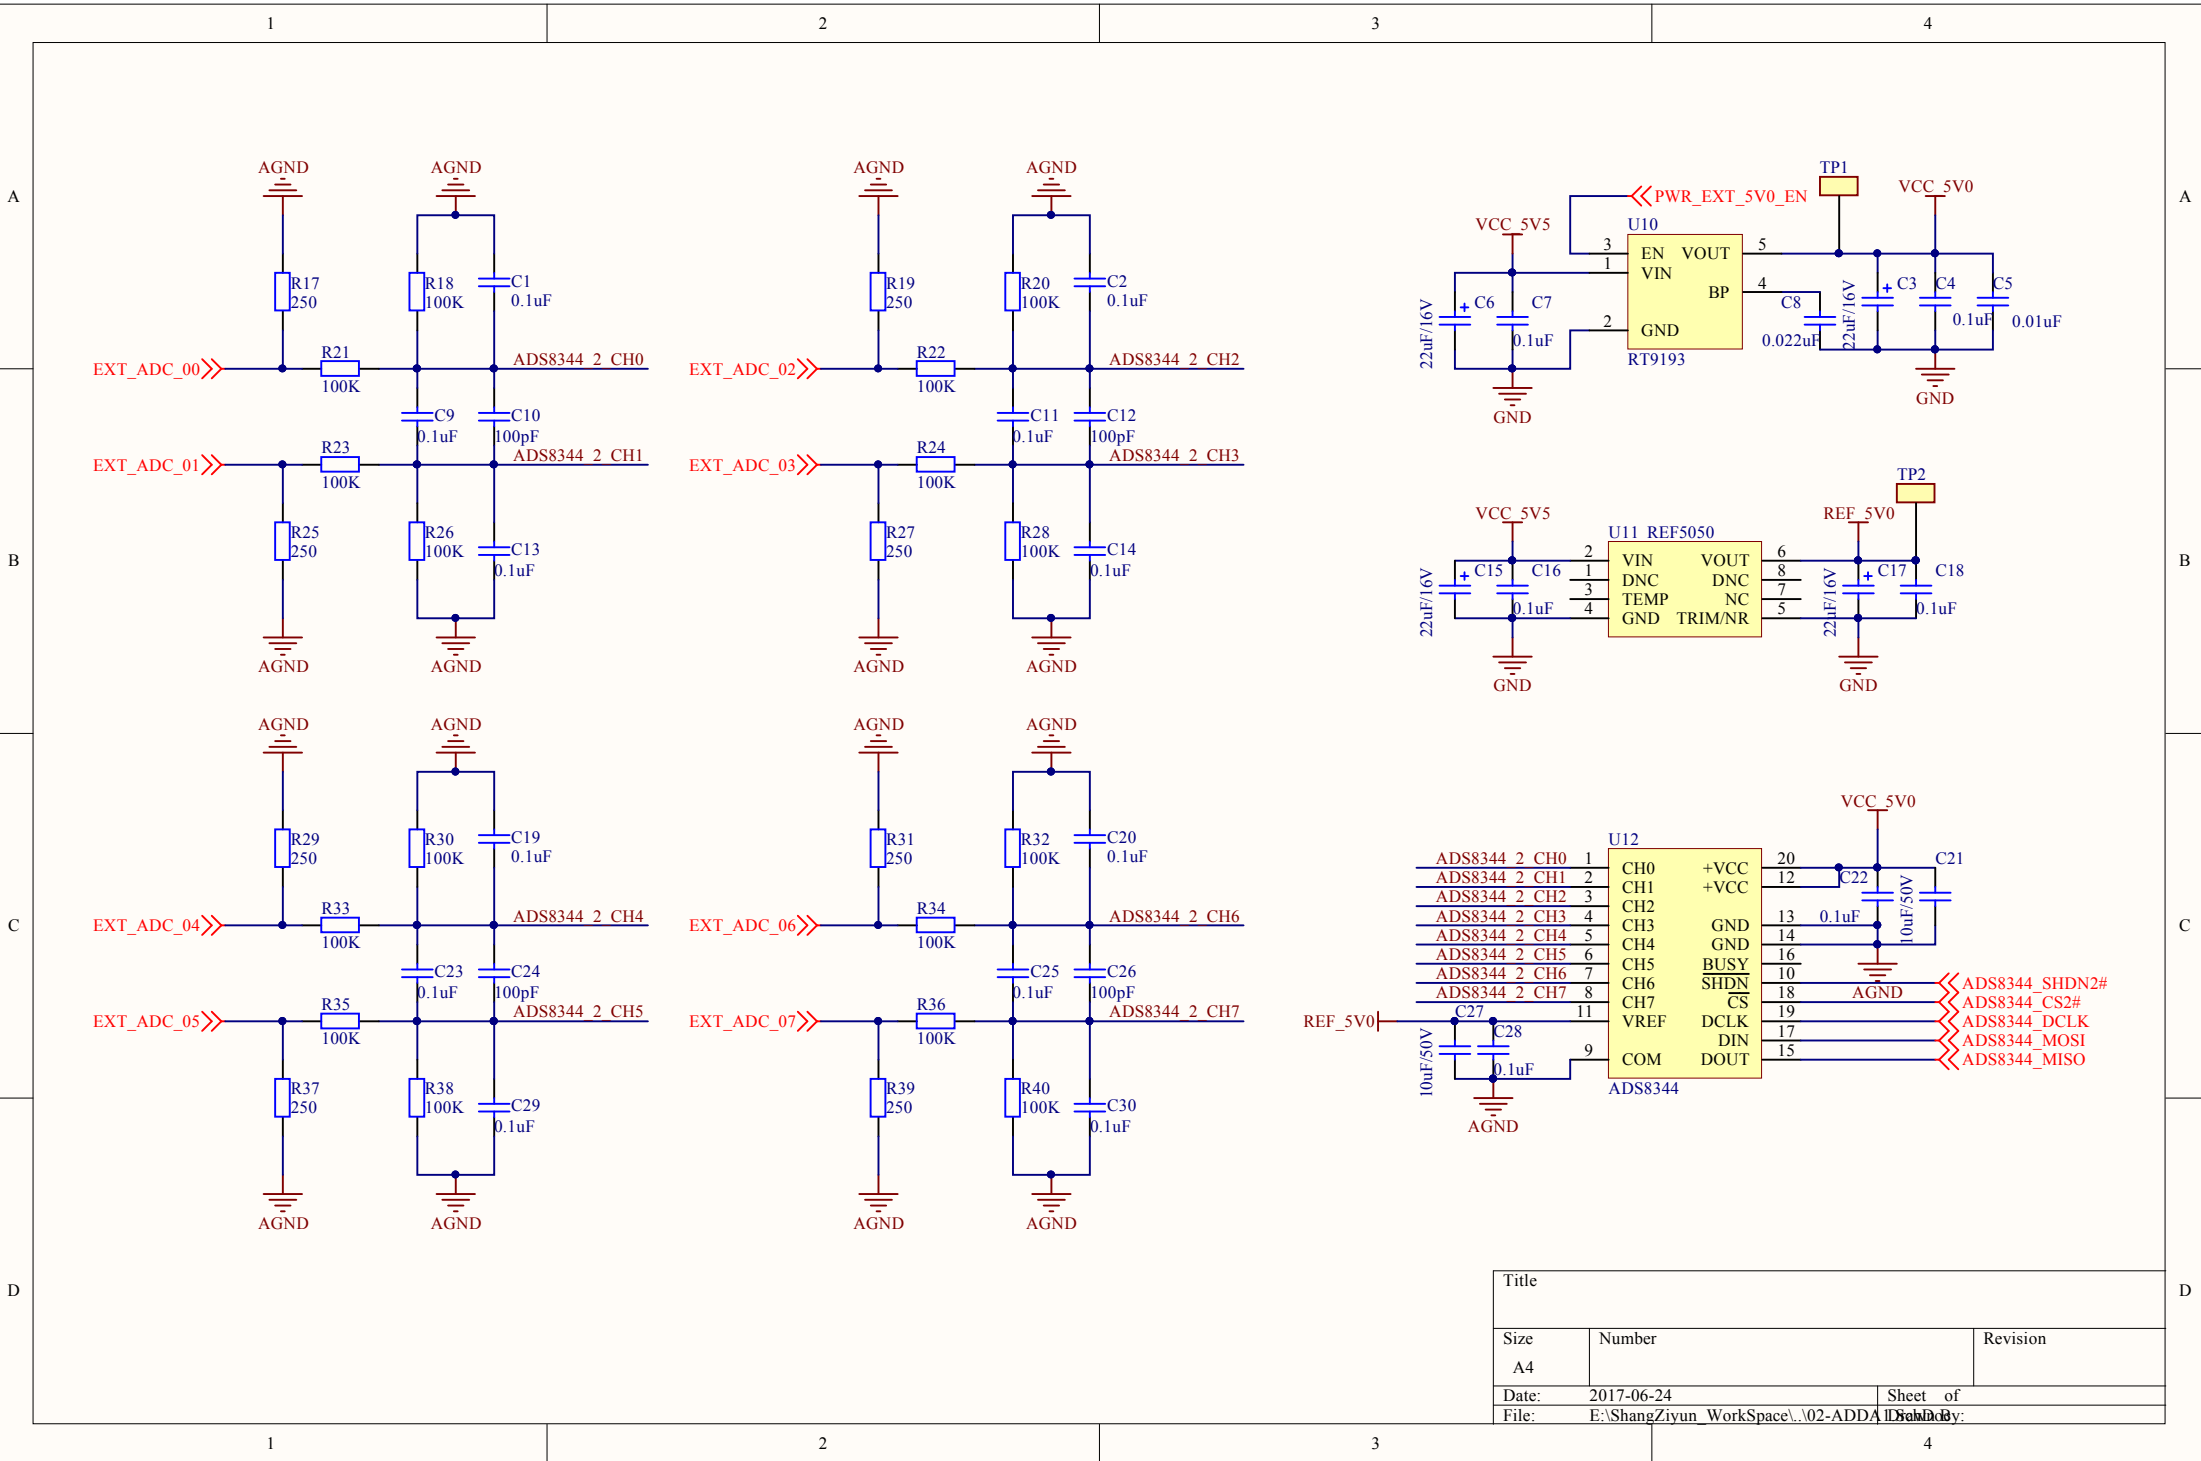 1 2 3 4
A A
B B
C C
D D
1 2 3 4
AGND AGND
R17
250
R18
100K
C1
0.1uF
EXT_ADC_00
R21
100K
ADS8344_2_CH0
C9
0.1uF
C10
100pF
EXT_ADC_01
R23
100K
ADS8344_2_CH1
R25
250
R26
100K
C13
0.1uF
AGND AGND
AGND AGND
R19
250
R20
100K
C2
0.1uF
EXT_ADC_02
R22
100K
ADS8344_2_CH2
C11
0.1uF
C12
100pF
EXT_ADC_03
R24
100K
ADS8344_2_CH3
R27
250
R28
100K
C14
0.1uF
AGND AGND
AGND AGND
R29
250
R30
100K
C19
0.1uF
EXT_ADC_04
R33
100K
ADS8344_2_CH4
C23
0.1uF
C24
100pF
EXT_ADC_05
R35
100K
ADS8344_2_CH5
R37
250
R38
100K
C29
0.1uF
AGND AGND
AGND AGND
R31
250
R32
100K
C20
0.1uF
EXT_ADC_06
R34
100K
ADS8344_2_CH6
C25
0.1uF
C26
100pF
EXT_ADC_07
R36
100K
ADS8344_2_CH7
R39
250
R40
100K
C30
0.1uF
AGND AGND
PWR_EXT_5V0_EN
TP1
VCC_5V0
VCC_5V5
U10
3 EN VOUT 5
1 VIN
BP 4
2 GND
RT9193
C6
22uF/16V
C7
0.1uF
GND
C8
0.022uF
C3
22uF/16V
C4
0.1uF
C5
0.01uF
GND
TP2
VCC_5V5
REF_5V0
U11 REF5050
2 VIN VOUT 6
1 DNC DNC 8
3 TEMP NC 7
4 GND TRIM/NR 5
C15
22uF/16V
C16
0.1uF
GND
C17
22uF/16V
C18
0.1uF
GND
VCC_5V0
U12
ADS8344_2_CH0 1 CH0 +VCC 20
ADS8344_2_CH1 2 CH1 +VCC 12
ADS8344_2_CH2 3 CH2
ADS8344_2_CH3 4 CH3 GND 13
ADS8344_2_CH4 5 CH4 GND 14
ADS8344_2_CH5 6 CH5 BUSY 16
ADS8344_2_CH6 7 CH6 SHDN 10 ADS8344_SHDN2#
ADS8344_2_CH7 8 CH7 CS 18 ADS8344_CS2#
REF_5V0 11 VREF DCLK 19 ADS8344_DCLK
DIN 17 ADS8344_MOSI
9 COM DOUT 15 ADS8344_MISO
ADS8344
C21
10uF/50V
C22
0.1uF
AGND
C27
10uF/50V
C28
0.1uF
AGND
Title
Size Number Revision
A4
Date: 2017-06-24 Sheet of
File: E:\ShangZiyun_WorkSpace\..\02-ADDA